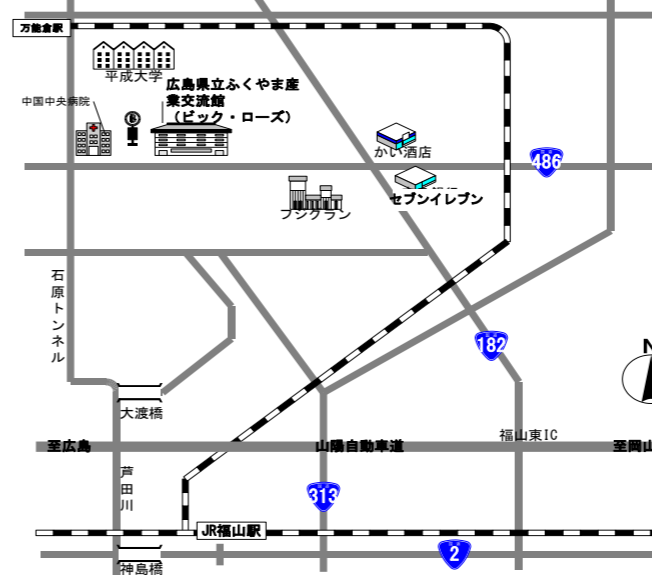 万能倉駅
平成大学
広島県立ふくやま産
業交流館
（ビック・ローズ）
中国中央病院
かい酒店
486
セブンイレブン
フジグラン
石原トンネル
182
N
大渡橋
福山東IC
至広島
山陽自動車道
至岡山
芦田川
313
JR福山駅
2
神島橋